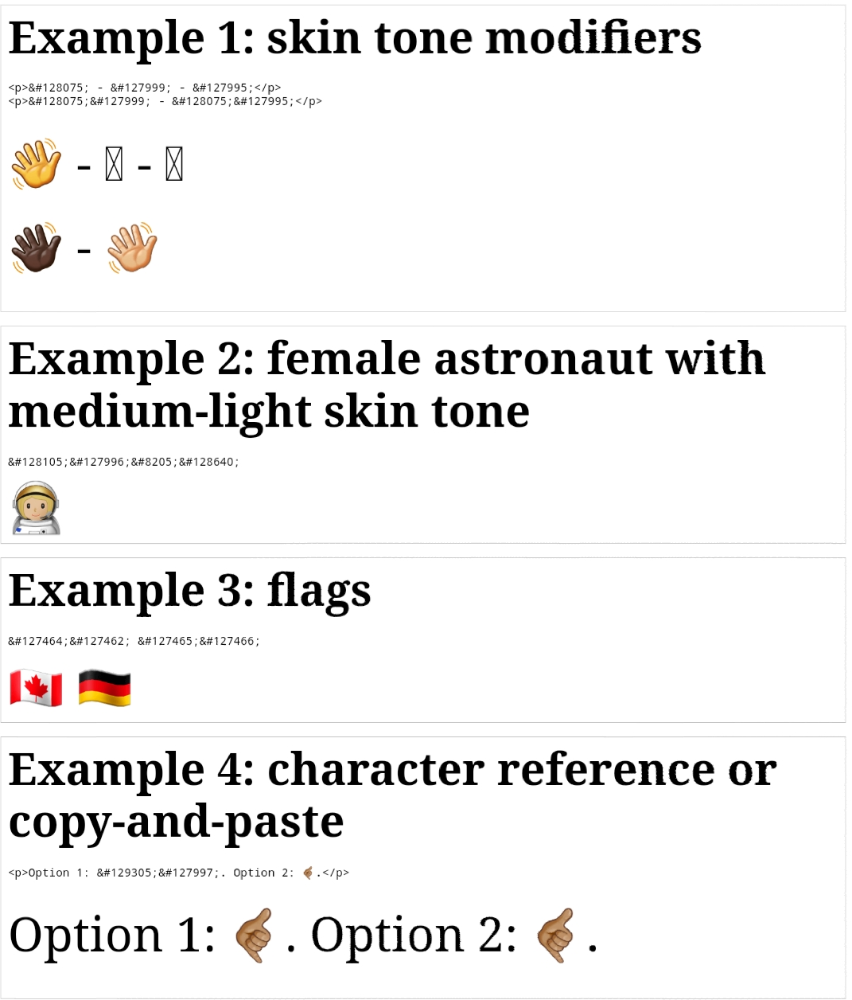 Example 1: skin tone modifiers
<p>&#128075; - &#127999; - &#127995;</p>
<p>&#128075;&#127999; - &#128075;&#127995;</p>
👋 - 🏿 - 🏻
👋🏿 - 👋🏻
Example 2: female astronaut with
medium-light skin tone
&#128105;&#127996;&#8205;&#128640;
👩🏼‍🚀
Example 3: flags
&#127464;&#127462; &#127465;&#127466;
🇨🇦 🇩🇪
Example 4: character reference or
copy-and-paste
<p>Option 1: &#129305;&#127997;. Option 2: 🤙🏽.</p>
Option 1: 🤙🏽. Option 2: 🤙🏽.